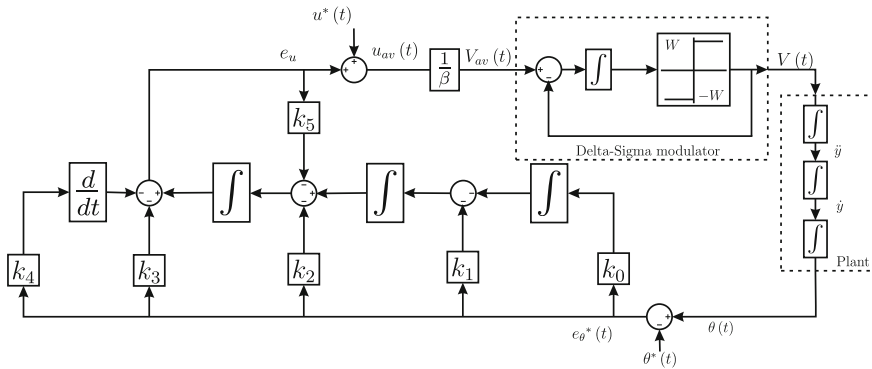 u*(t)
e_u
u_av(t)
1/β
V_av(t)
∫
W
-W
V(t)
Delta-Sigma modulator
k_5
∫
ÿ
∫
ẏ
∫
Plant
d/dt
∫
∫
∫
k_4
k_3
k_2
k_1
k_0
e_θ*(t)
θ(t)
θ*(t)